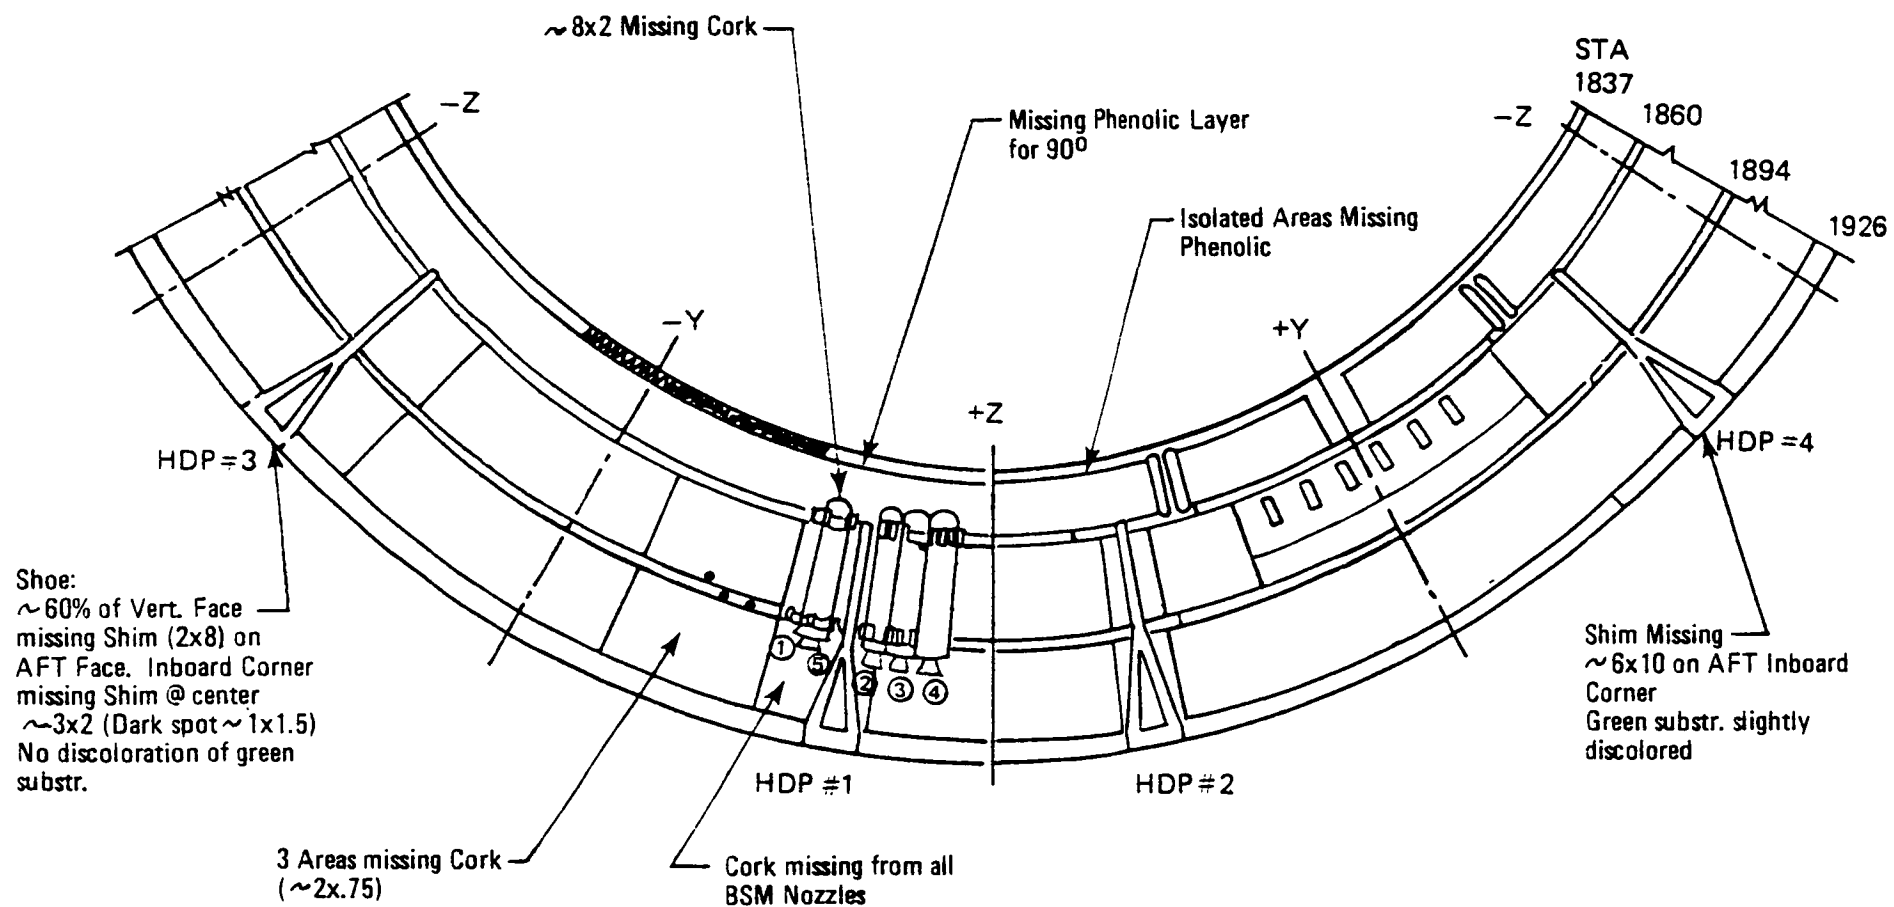 ~8x2 Missing Cork
STA
1837
-Z
Missing Phenolic Layer
for 90⁰
-Z
1860
1894
Isolated Areas Missing
Phenolic
1926
-Y
+Y
+Z
HDP #3
HDP #4
Shoe:
~60% of Vert. Face
missing Shim (2x8) on
AFT Face. Inboard Corner
missing Shim @ center
~3x2 (Dark spot ~ 1x1.5)
No discoloration of green
substr.
Shim Missing
~6x10 on AFT Inboard
Corner
Green substr. slightly
discolored
1
5
2
3
4
HDP #1
HDP #2
3 Areas missing Cork
(~2x.75)
Cork missing from all
BSM Nozzles